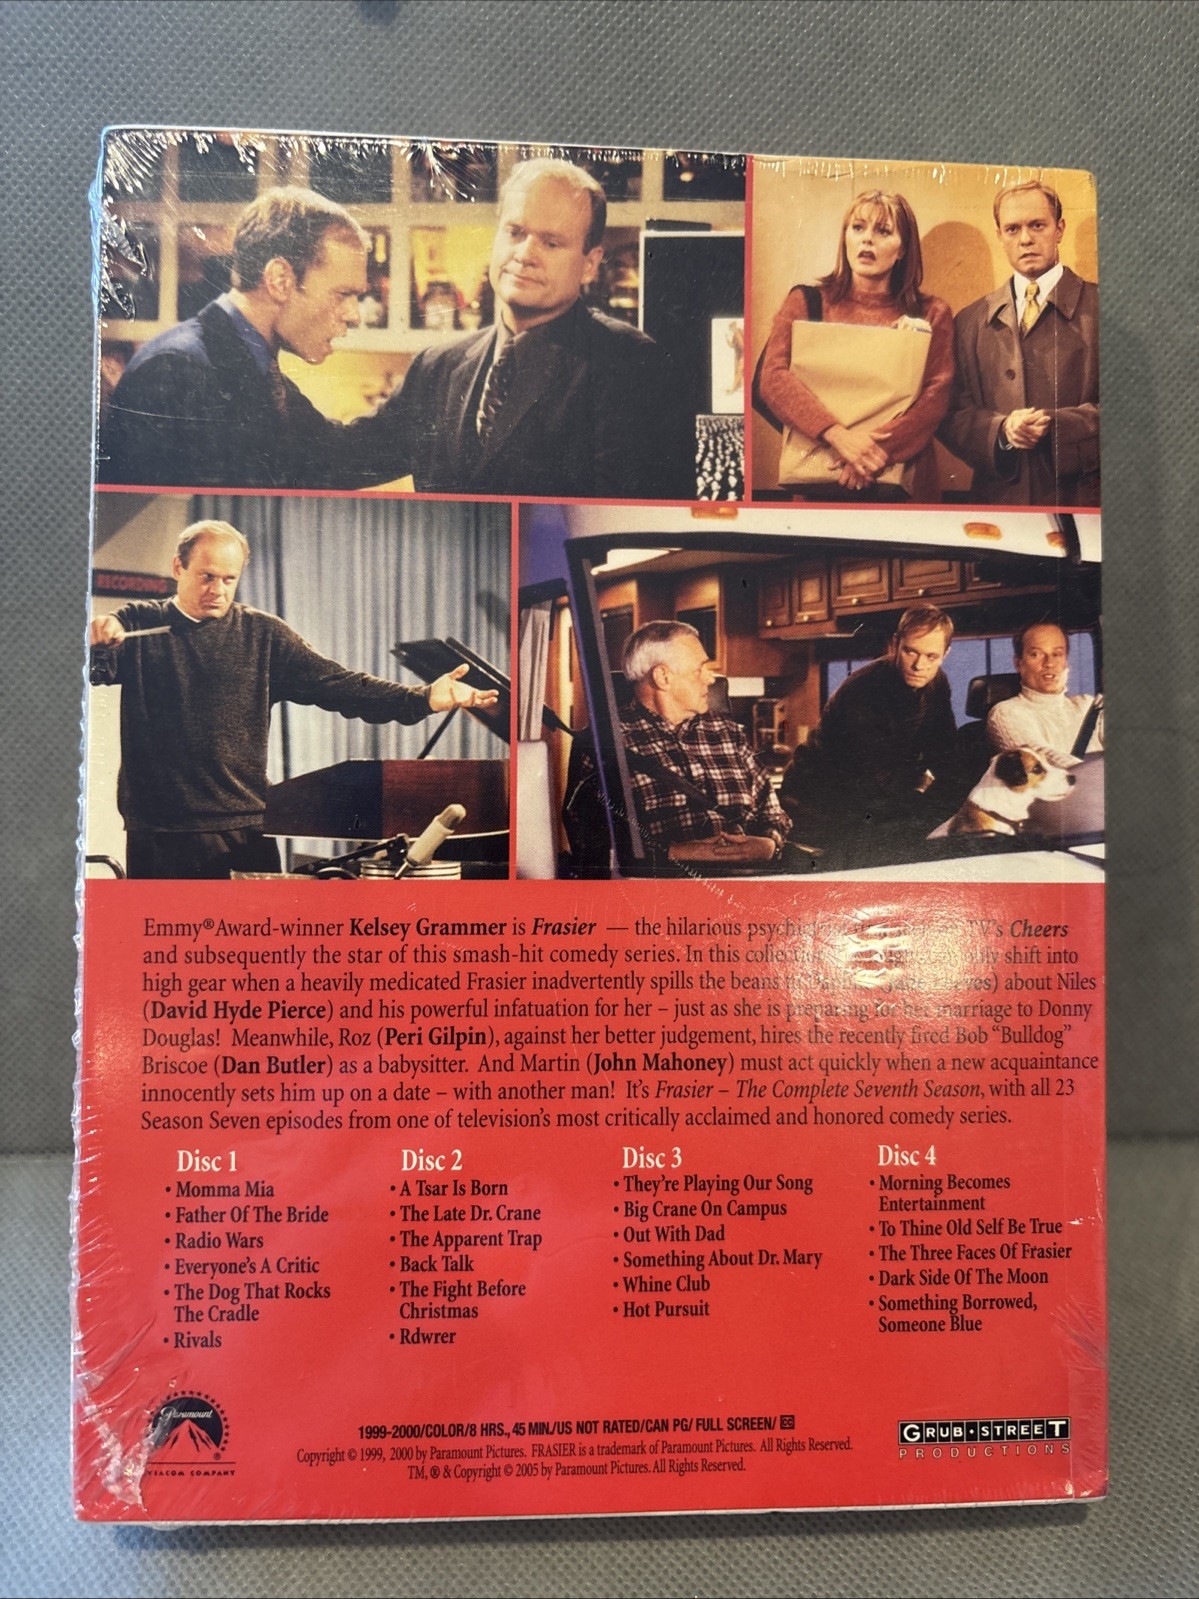 RECORDING
Emmy® Award-winner Kelsey Grammer is Frasier — the hilarious TV's Cheers
and subsequently the star of this smash-hit comedy series. In this shift into
high gear when a heavily medicated Frasier inadvertently spills the beans about Niles
(David Hyde Pierce) and his powerful infatuation for her – just as she is preparing for her marriage to Donny
Douglas! Meanwhile, Roz (Peri Gilpin), against her better judgement, hires the recently fired Bob "Bulldog"
Briscoe (Dan Butler) as a babysitter. And Martin (John Mahoney) must act quickly when a new acquaintance
innocently sets him up on a date – with another man! It's Frasier – The Complete Seventh Season, with all 23
Season Seven episodes from one of television's most critically acclaimed and honored comedy series.
Disc 1
• Momma Mia
• Father Of The Bride
• Radio Wars
• Everyone's A Critic
• The Dog That Rocks
The Cradle
• Rivals
Disc 2
• A Tsar Is Born
• The Late Dr. Crane
• The Apparent Trap
• Back Talk
• The Fight Before
Christmas
• Rdwrer
Disc 3
• They're Playing Our Song
• Big Crane On Campus
• Out With Dad
• Something About Dr. Mary
• Whine Club
• Hot Pursuit
Disc 4
• Morning Becomes
Entertainment
• To Thine Old Self Be True
• The Three Faces Of Frasier
• Dark Side Of The Moon
• Something Borrowed,
Someone Blue
Paramount
®
VIACOM COMPANY
1999-2000/COLOR/8 HRS., 45 MIN./US NOT RATED/CAN PG/ FULL SCREEN/ CC
Copyright © 1999, 2000 by Paramount Pictures. FRASIER is a trademark of Paramount Pictures. All Rights Reserved.
TM, ® & Copyright © 2005 by Paramount Pictures. All Rights Reserved.
GRUB•STREET
PRODUCTIONS